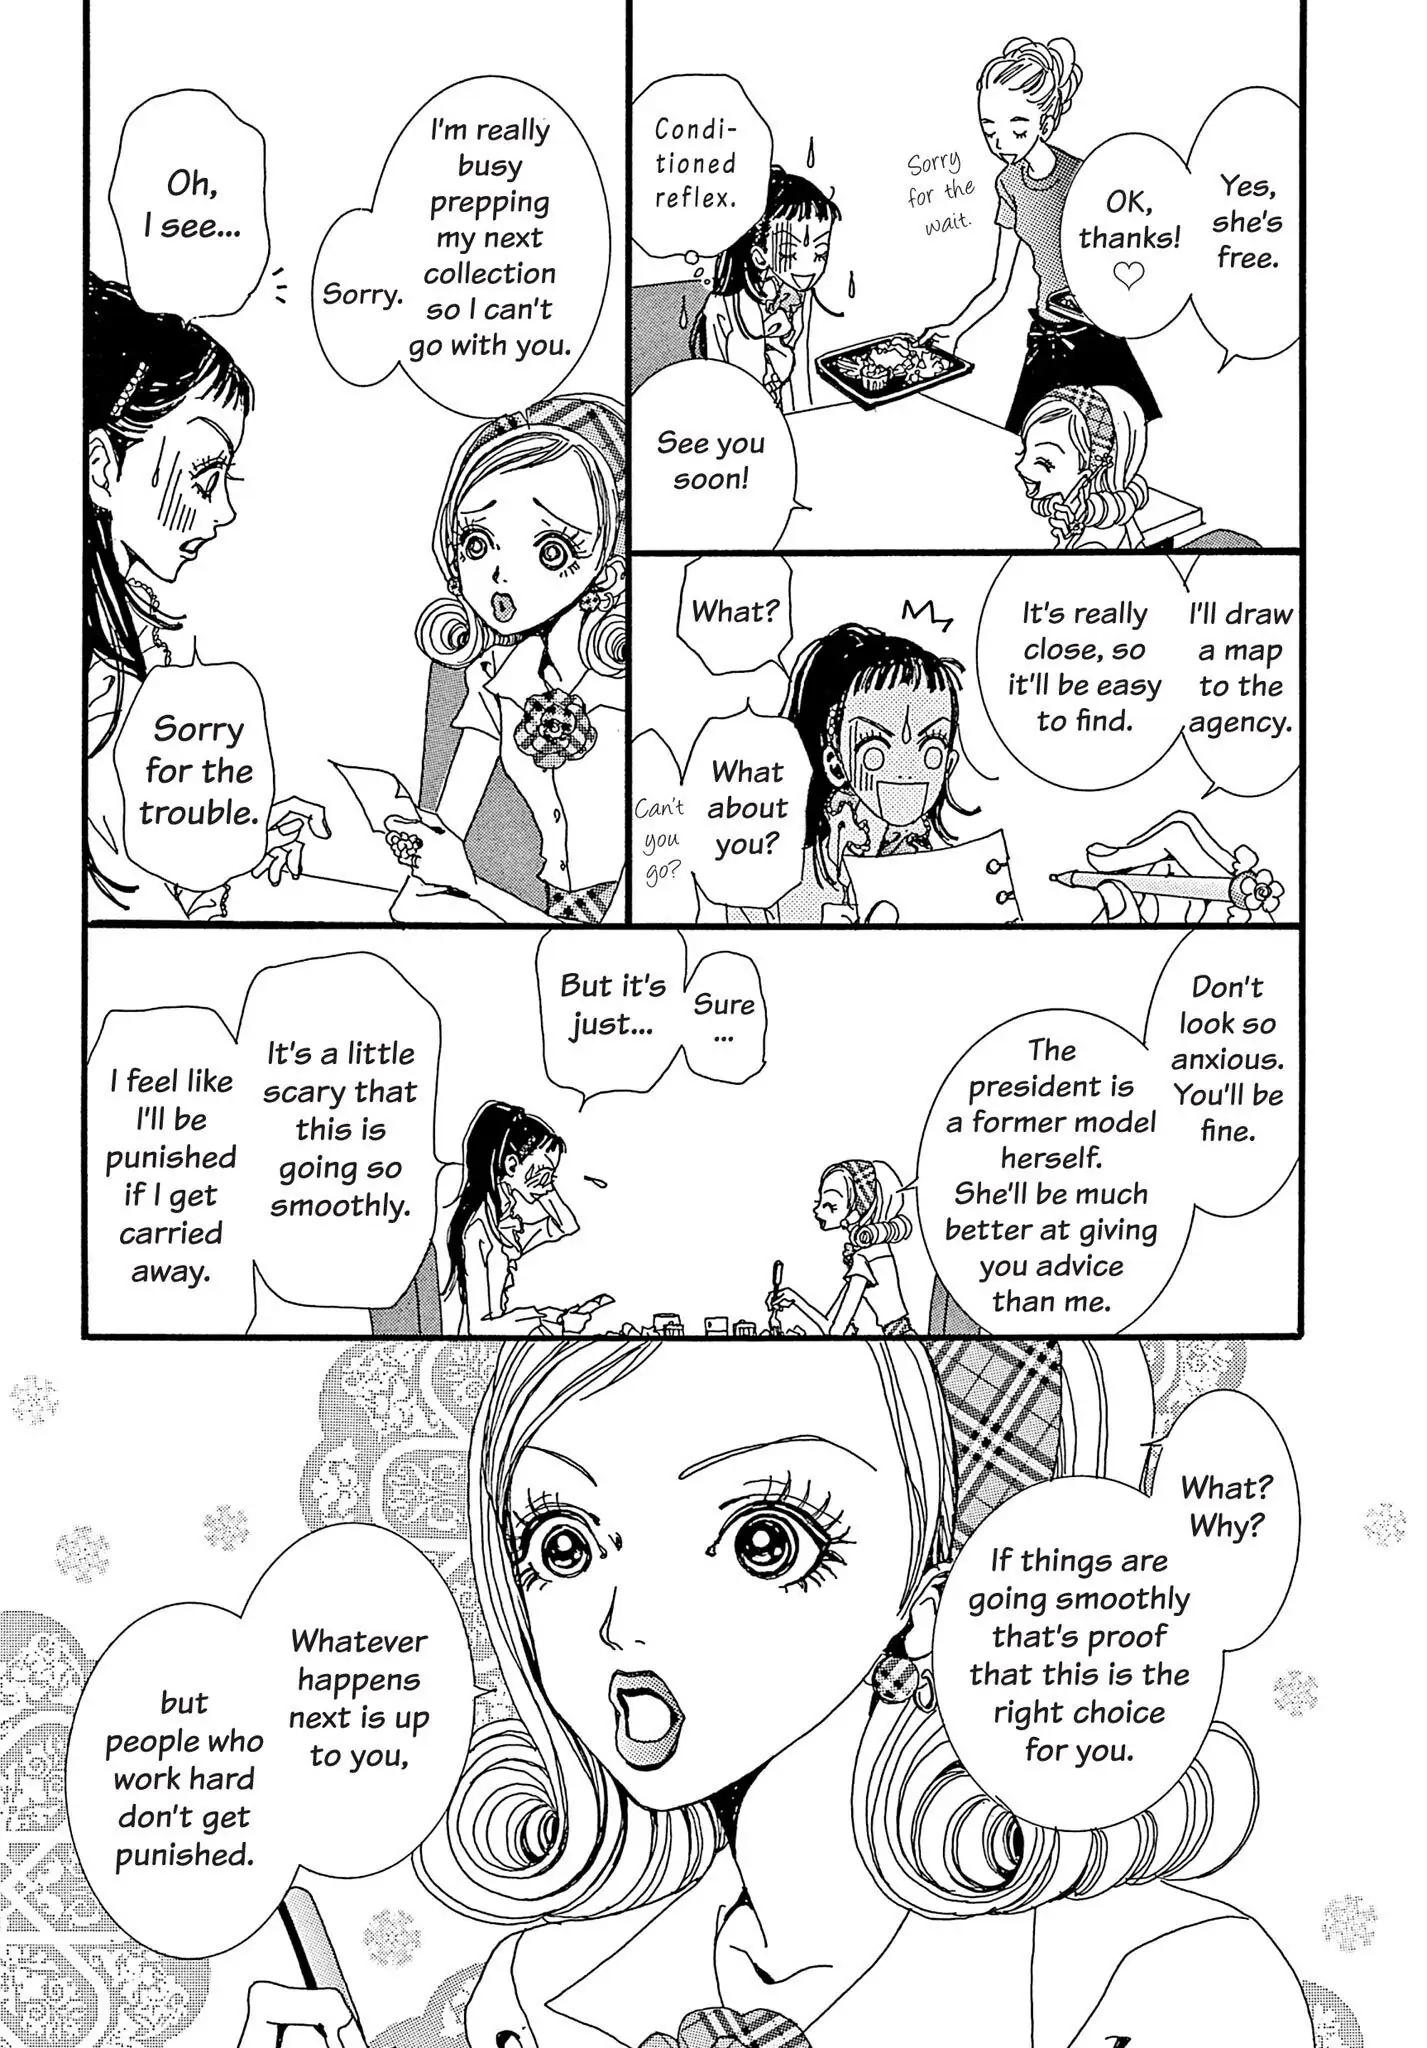 Yes,
she's
free.
OK,
thanks!
♡
Sorry
for the
wait.
Condi-
tioned
reflex.
See you
soon!
I'll draw
a map
to the
agency.
It's really
close, so
it'll be easy
to find.
What?
What
about
you?
Can't
you
go?
I'm really
busy
prepping
my next
collection
so I can't
go with you.
Sorry.
Oh,
I see...
Sorry
for the
trouble.
Don't
look so
anxious.
You'll be
fine.
The
president is
a former model
herself.
She'll be much
better at giving
you advice
than me.
Sure
...
But it's
just...
It's a little
scary that
this is
going so
smoothly.
I feel like
I'll be
punished
if I get
carried
away.
What?
Why?
If things are
going smoothly
that's proof
that this is the
right choice
for you.
Whatever
happens
next is up
to you,
but
people who
work hard
don't get
punished.